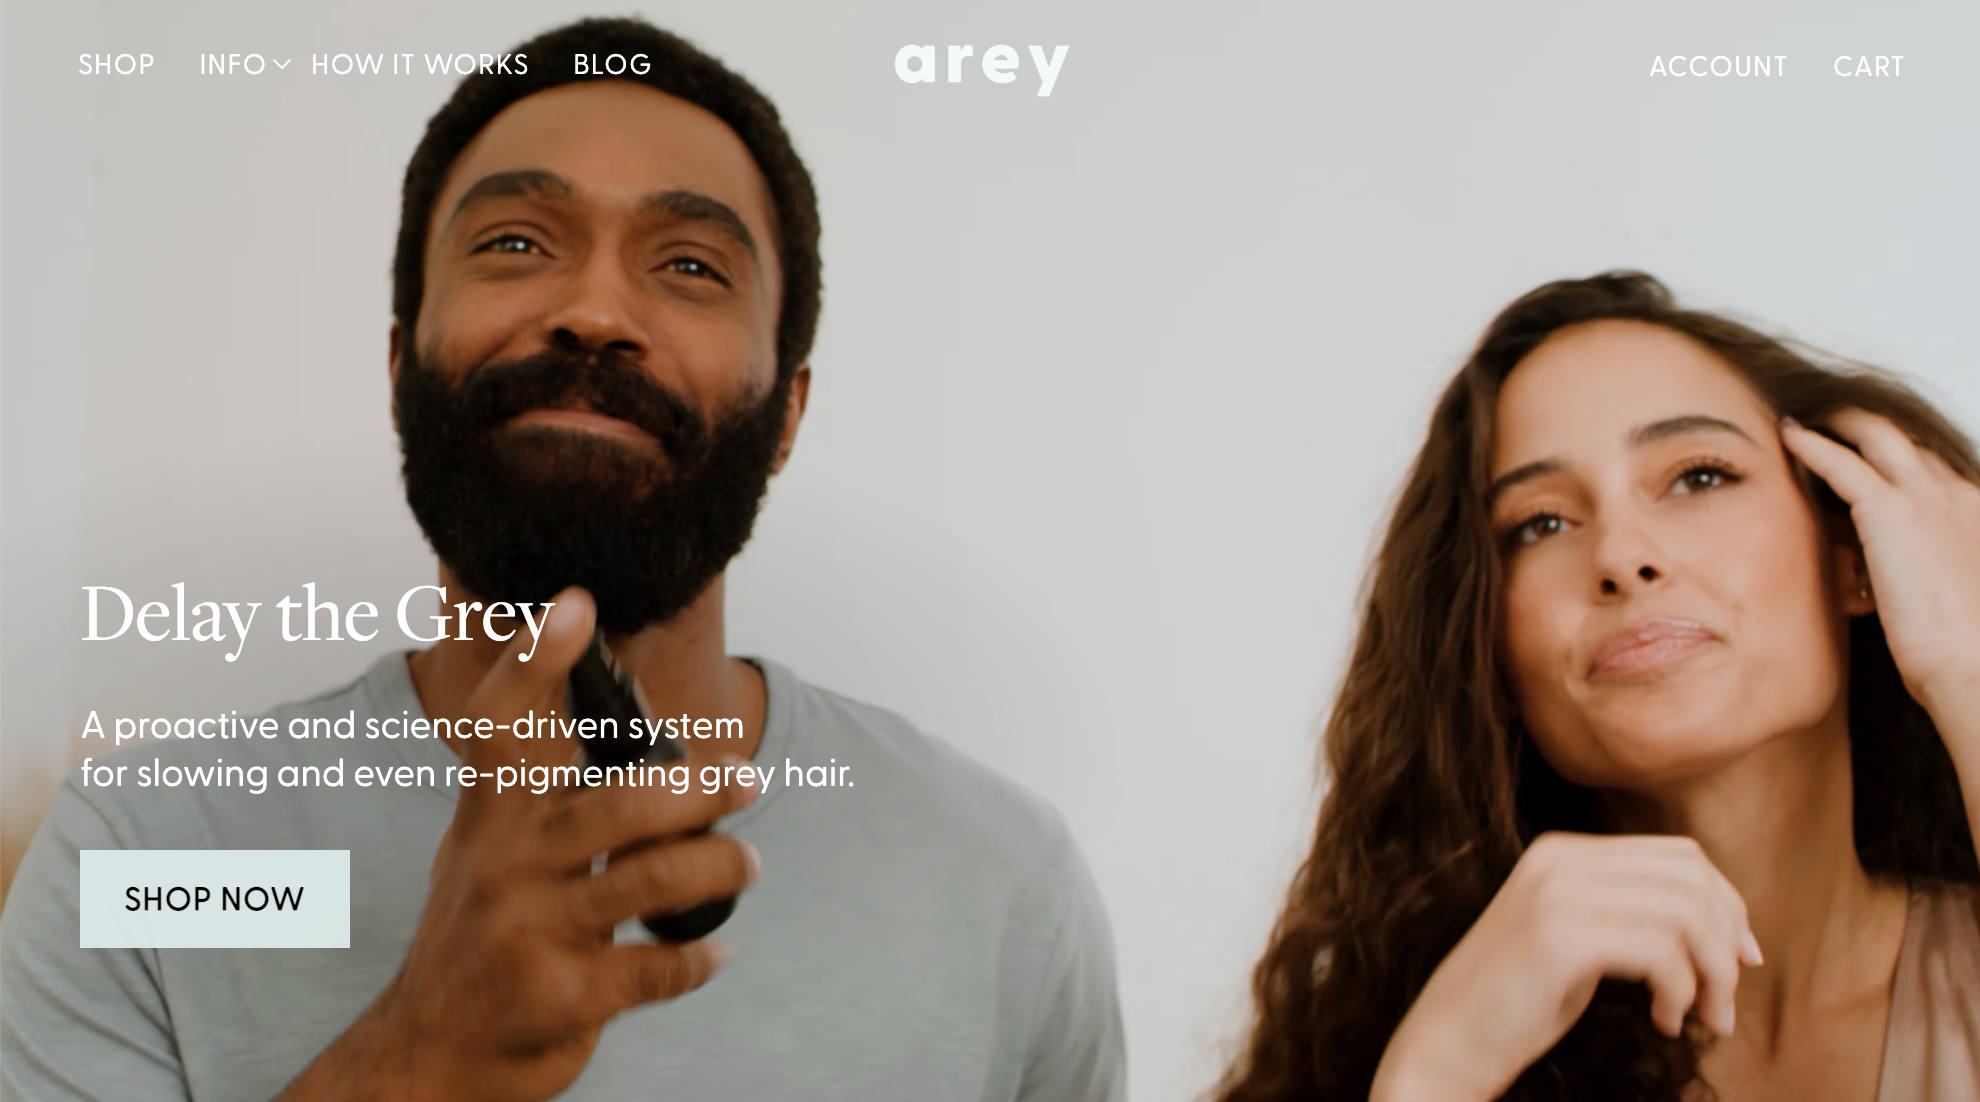 SHOP INFO HOW IT WORKS BLOG arey ACCOUNT CART
Delay the Grey
A proactive and science-driven system
for slowing and even re-pigmenting grey hair.
SHOP NOW